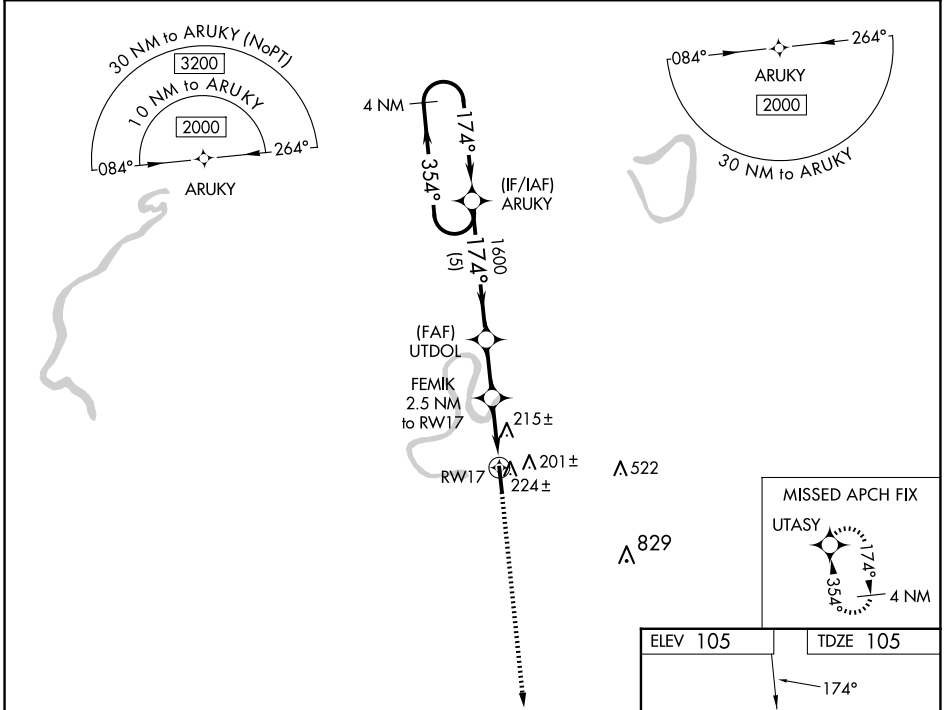 30 NM to ARUKY (NoPT)
3200
10 NM to ARUKY
2000
084°
264°
ARUKY
4 NM
174°
354°
(IF/IAF)
ARUKY
1600
174°
(5)
(FAF)
UTDOL
FEMIK
2.5 NM
to RW17
215±
201±
RW17
224±
522
829
084°
264°
ARUKY
2000
30 NM to ARUKY
MISSED APCH FIX
UTASY
174°
354°
4 NM
ELEV 105
TDZE 105
174°